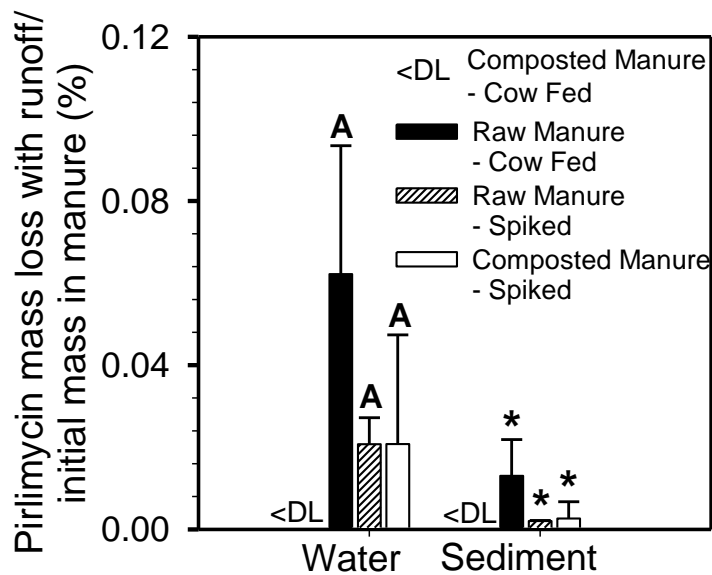 Pirlimycin mass loss with runoff/
initial mass in manure (%)
0.12
0.08
0.04
0.00
<DL Composted Manure
- Cow Fed
Raw Manure
- Cow Fed
Raw Manure
- Spiked
Composted Manure
- Spiked
A
A
A
*
*
*
<DL
<DL
Water
Sediment